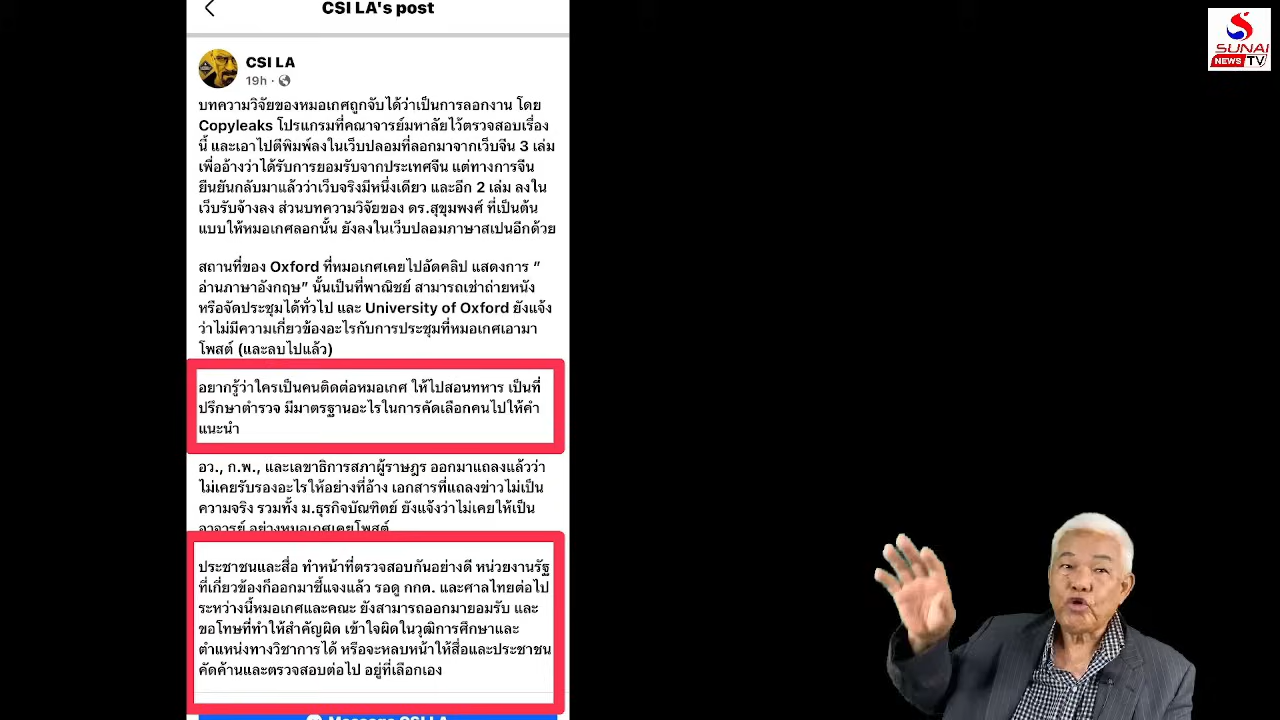 CSI LA's post
SUNAI
NEWS TV
CSI LA
19h
บทความวิจัยของหมอเกศถูกจับได้ว่าเป็นการลอกงาน โดย
Copyleaks โปรแกรมที่คณาจารย์มหาลัยไว้ตรวจสอบเรื่อง
นี้ และเอาไปตีพิมพ์ลงในเว็บปลอมที่ลอกมาจากเว็บจีน 3 เล่ม
เพื่ออ้างว่าได้รับการยอมรับจากประเทศจีน แต่ทางการจีน
ยืนยันกลับมาแล้วว่าเว็บจริงมีหนึ่งเดียว และอีก 2 เล่ม ลงใน
เว็บรับจ้างลง ส่วนบทความวิจัยของ ดร.สุขุมพงศ์ ที่เป็นต้น
แบบให้หมอเกศลอกนั้น ยังลงในเว็บปลอมภาษาสเปนอีกด้วย
สถานที่ของ Oxford ที่หมอเกศเคยไปอัดคลิป แสดงการ "
อ่านภาษาอังกฤษ" นั้นเป็นที่พาณิชย์ สามารถเช่าถ่ายหนัง
หรือจัดประชุมได้ทั่วไป และ University of Oxford ยังแจ้ง
ว่าไม่มีความเกี่ยวข้องอะไรกับการประชุมที่หมอเกศเอามา
โพสต์ (และลบไปแล้ว)
อยากรู้ว่าใครเป็นคนติดต่อหมอเกศ ให้ไปสอนทหาร เป็นที่
ปรึกษาตำรวจ มีมาตรฐานอะไรในการคัดเลือกคนไปให้คำ
แนะนำ
อว., ก.พ., และเลขาธิการสภาผู้ราษฎร ออกมาแถลงแล้วว่า
ไม่เคยรับรองอะไรให้อย่างที่อ้าง เอกสารที่แถลงข่าวไม่เป็น
ความจริง รวมทั้ง ม.ธุรกิจบัณฑิตย์ ยังแจ้งว่าไม่เคยให้เป็น
อาจารย์ อย่างหมอเกศเคยโพสต์
ประชาชนและสื่อ ทำหน้าที่ตรวจสอบกันอย่างดี หน่วยงานรัฐ
ที่เกี่ยวข้องก็ออกมาชี้แจงแล้ว รอดู กกต. และศาลไทยต่อไป
ระหว่างนี้หมอเกศและคณะ ยังสามารถออกมายอมรับ และ
ขอโทษที่ทำให้สำคัญผิด เข้าใจผิดในวุฒิการศึกษาและ
ตำแหน่งทางวิชาการได้ หรือจะหลบหน้าให้สื่อและประชาชน
คัดค้านและตรวจสอบต่อไป อยู่ที่เลือกเอง
Message CSI LA